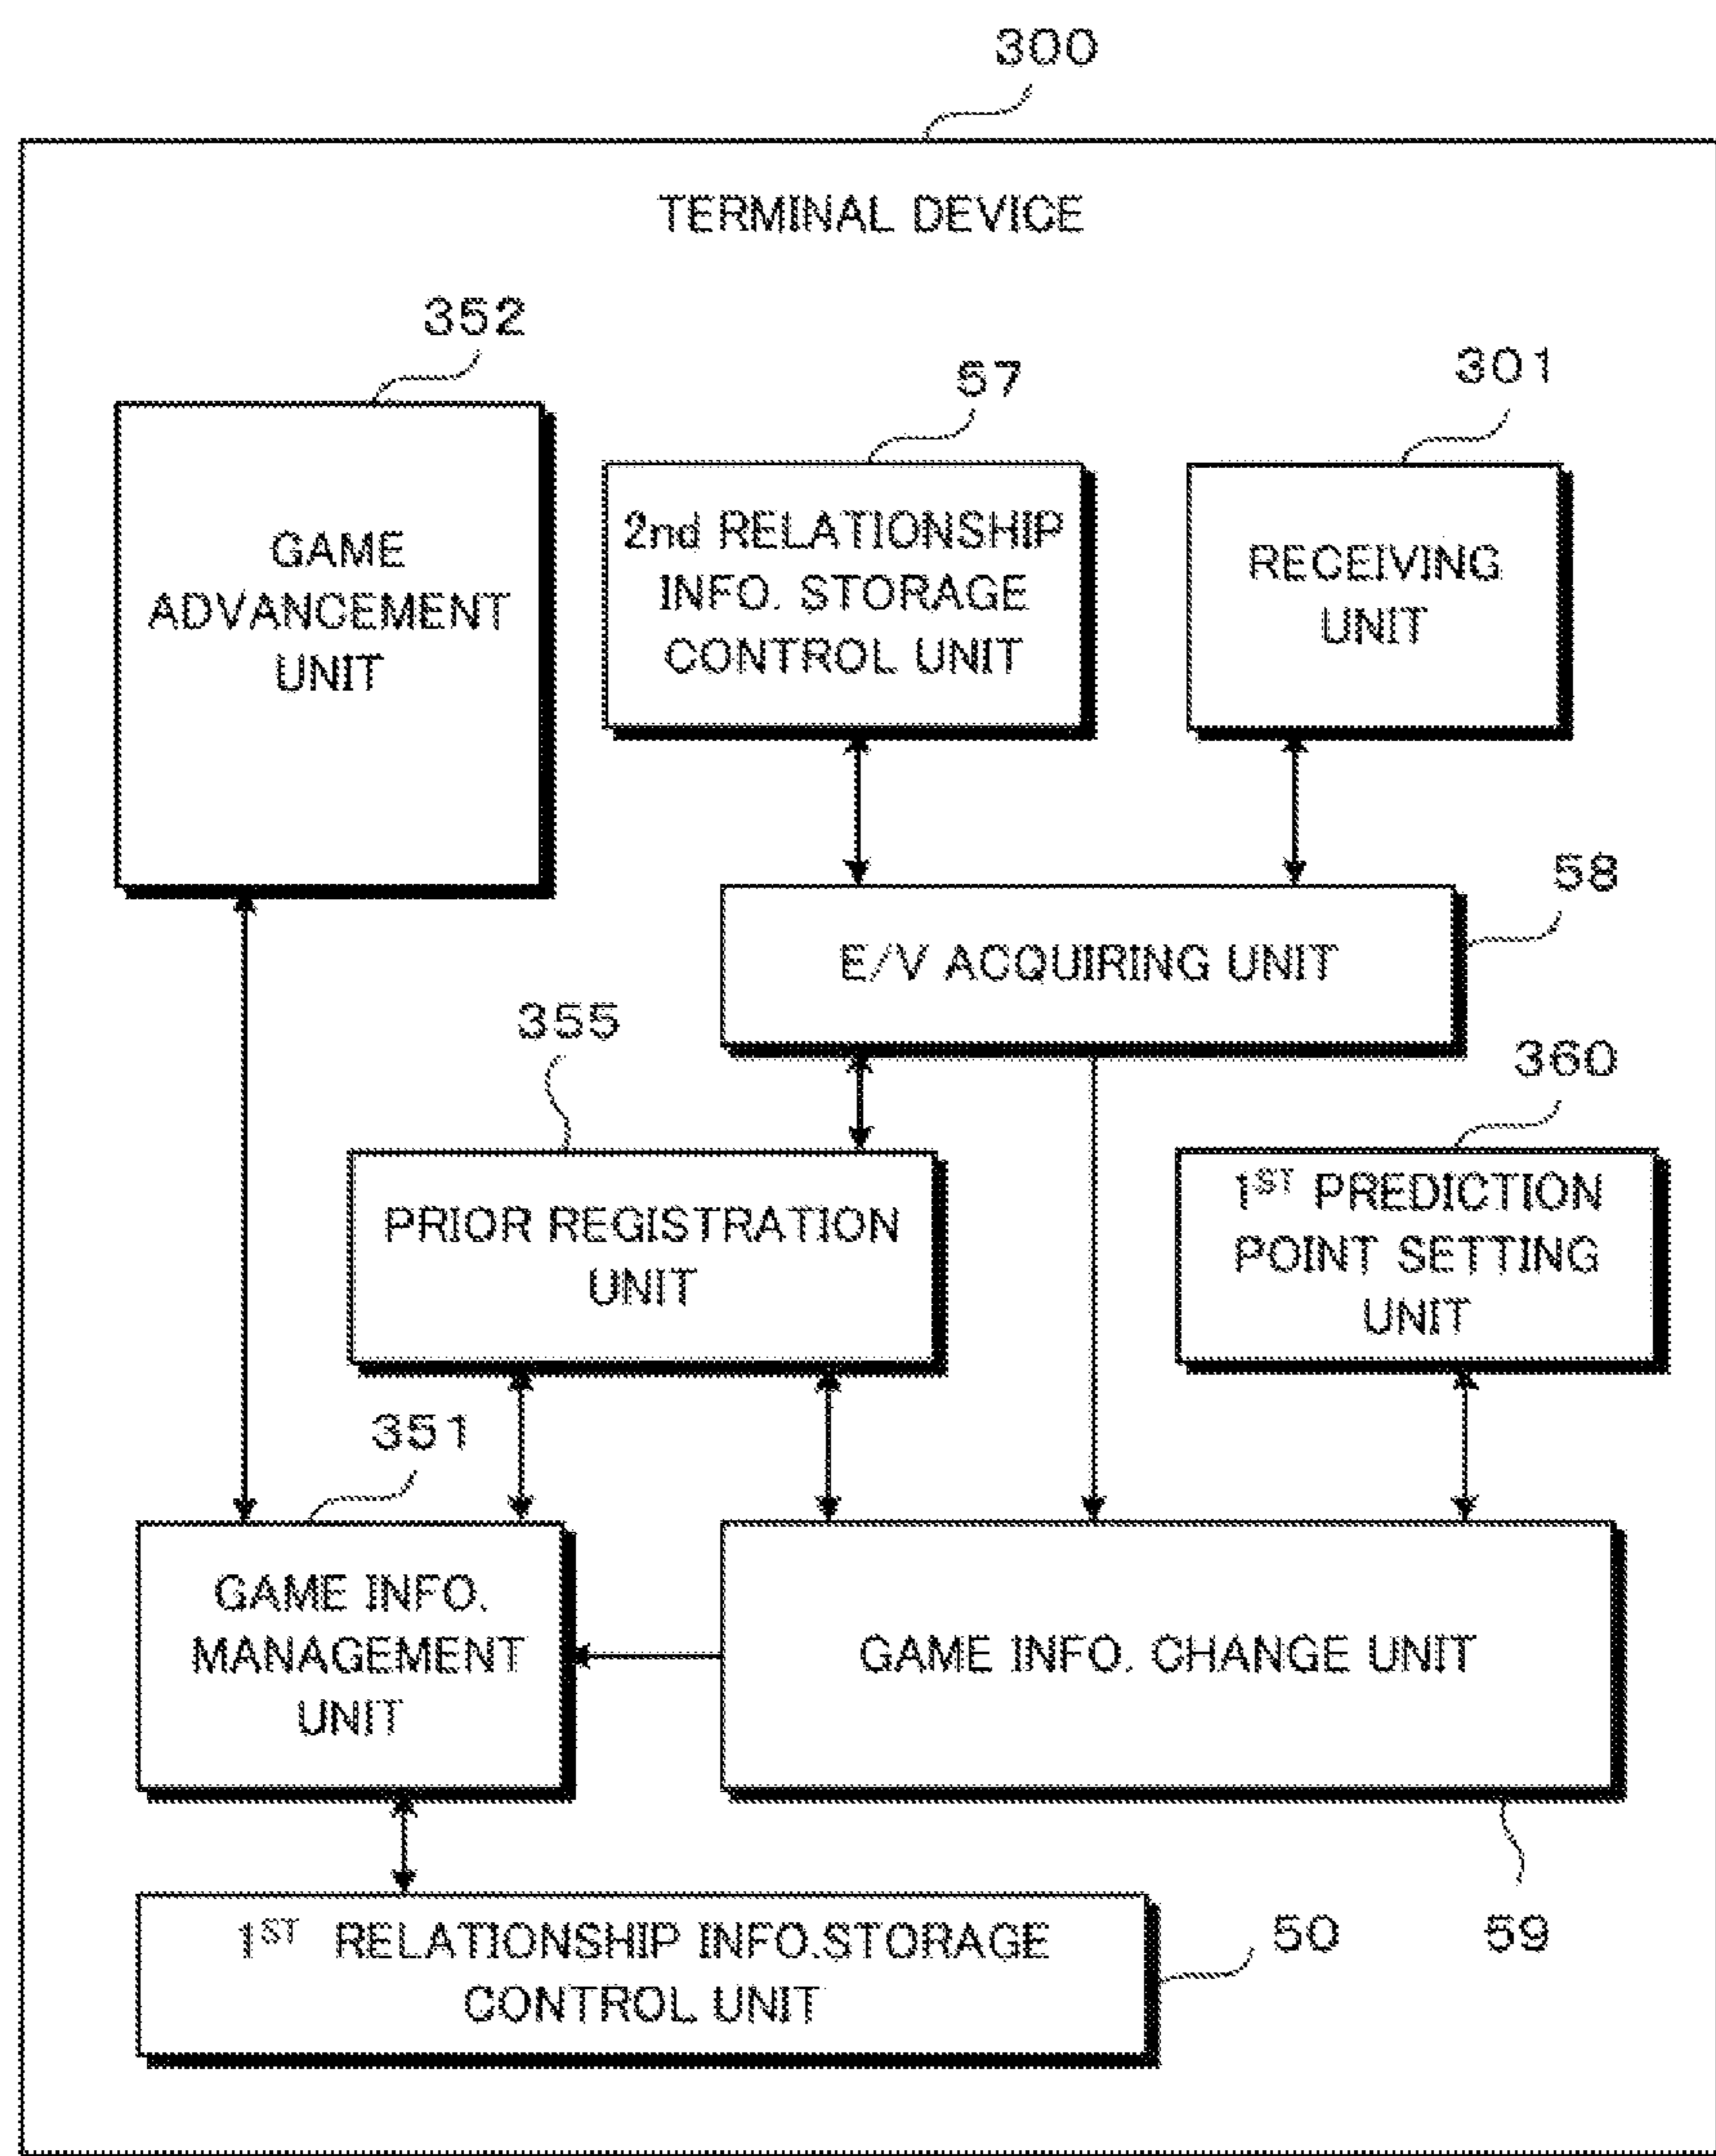 300
TERMINAL DEVICE
352
57
301
GAME
ADVANCEMENT
UNIT
2nd RELATIONSHIP
INFO. STORAGE
CONTROL UNIT
RECEIVING
UNIT
58
E/V ACQUIRING UNIT
355
360
PRIOR REGISTRATION
UNIT
1ST PREDICTION
POINT SETTING
UNIT
351
GAME INFO.
MANAGEMENT
UNIT
GAME INFO. CHANGE UNIT
1ST RELATIONSHIP INFO.STORAGE
CONTROL UNIT
50
59